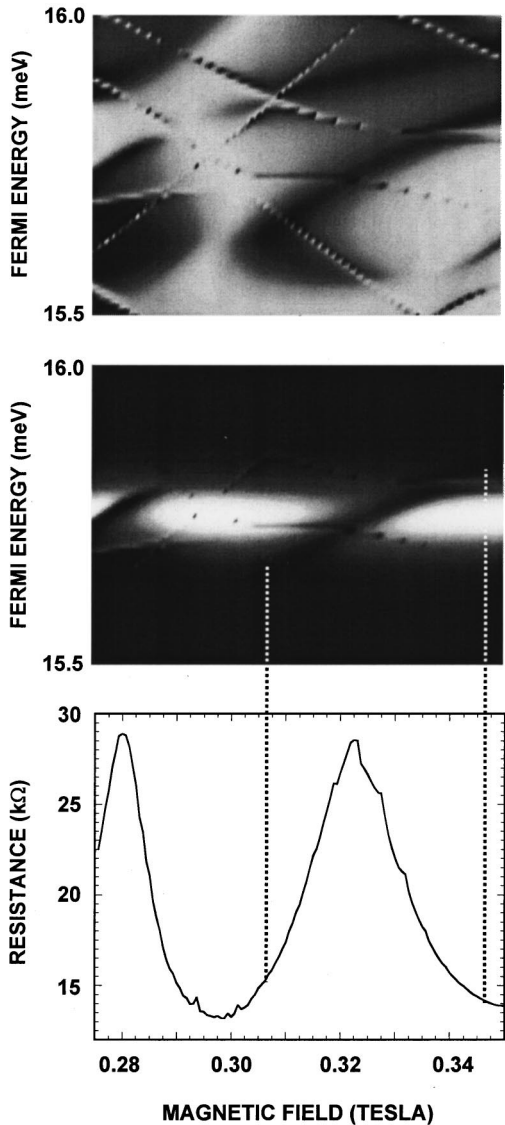 16.0
FERMI ENERGY (meV)
15.5
16.0
FERMI ENERGY (meV)
15.5
30
25
20
15
RESISTANCE (kΩ)
0.28 0.30 0.32 0.34
MAGNETIC FIELD (TESLA)